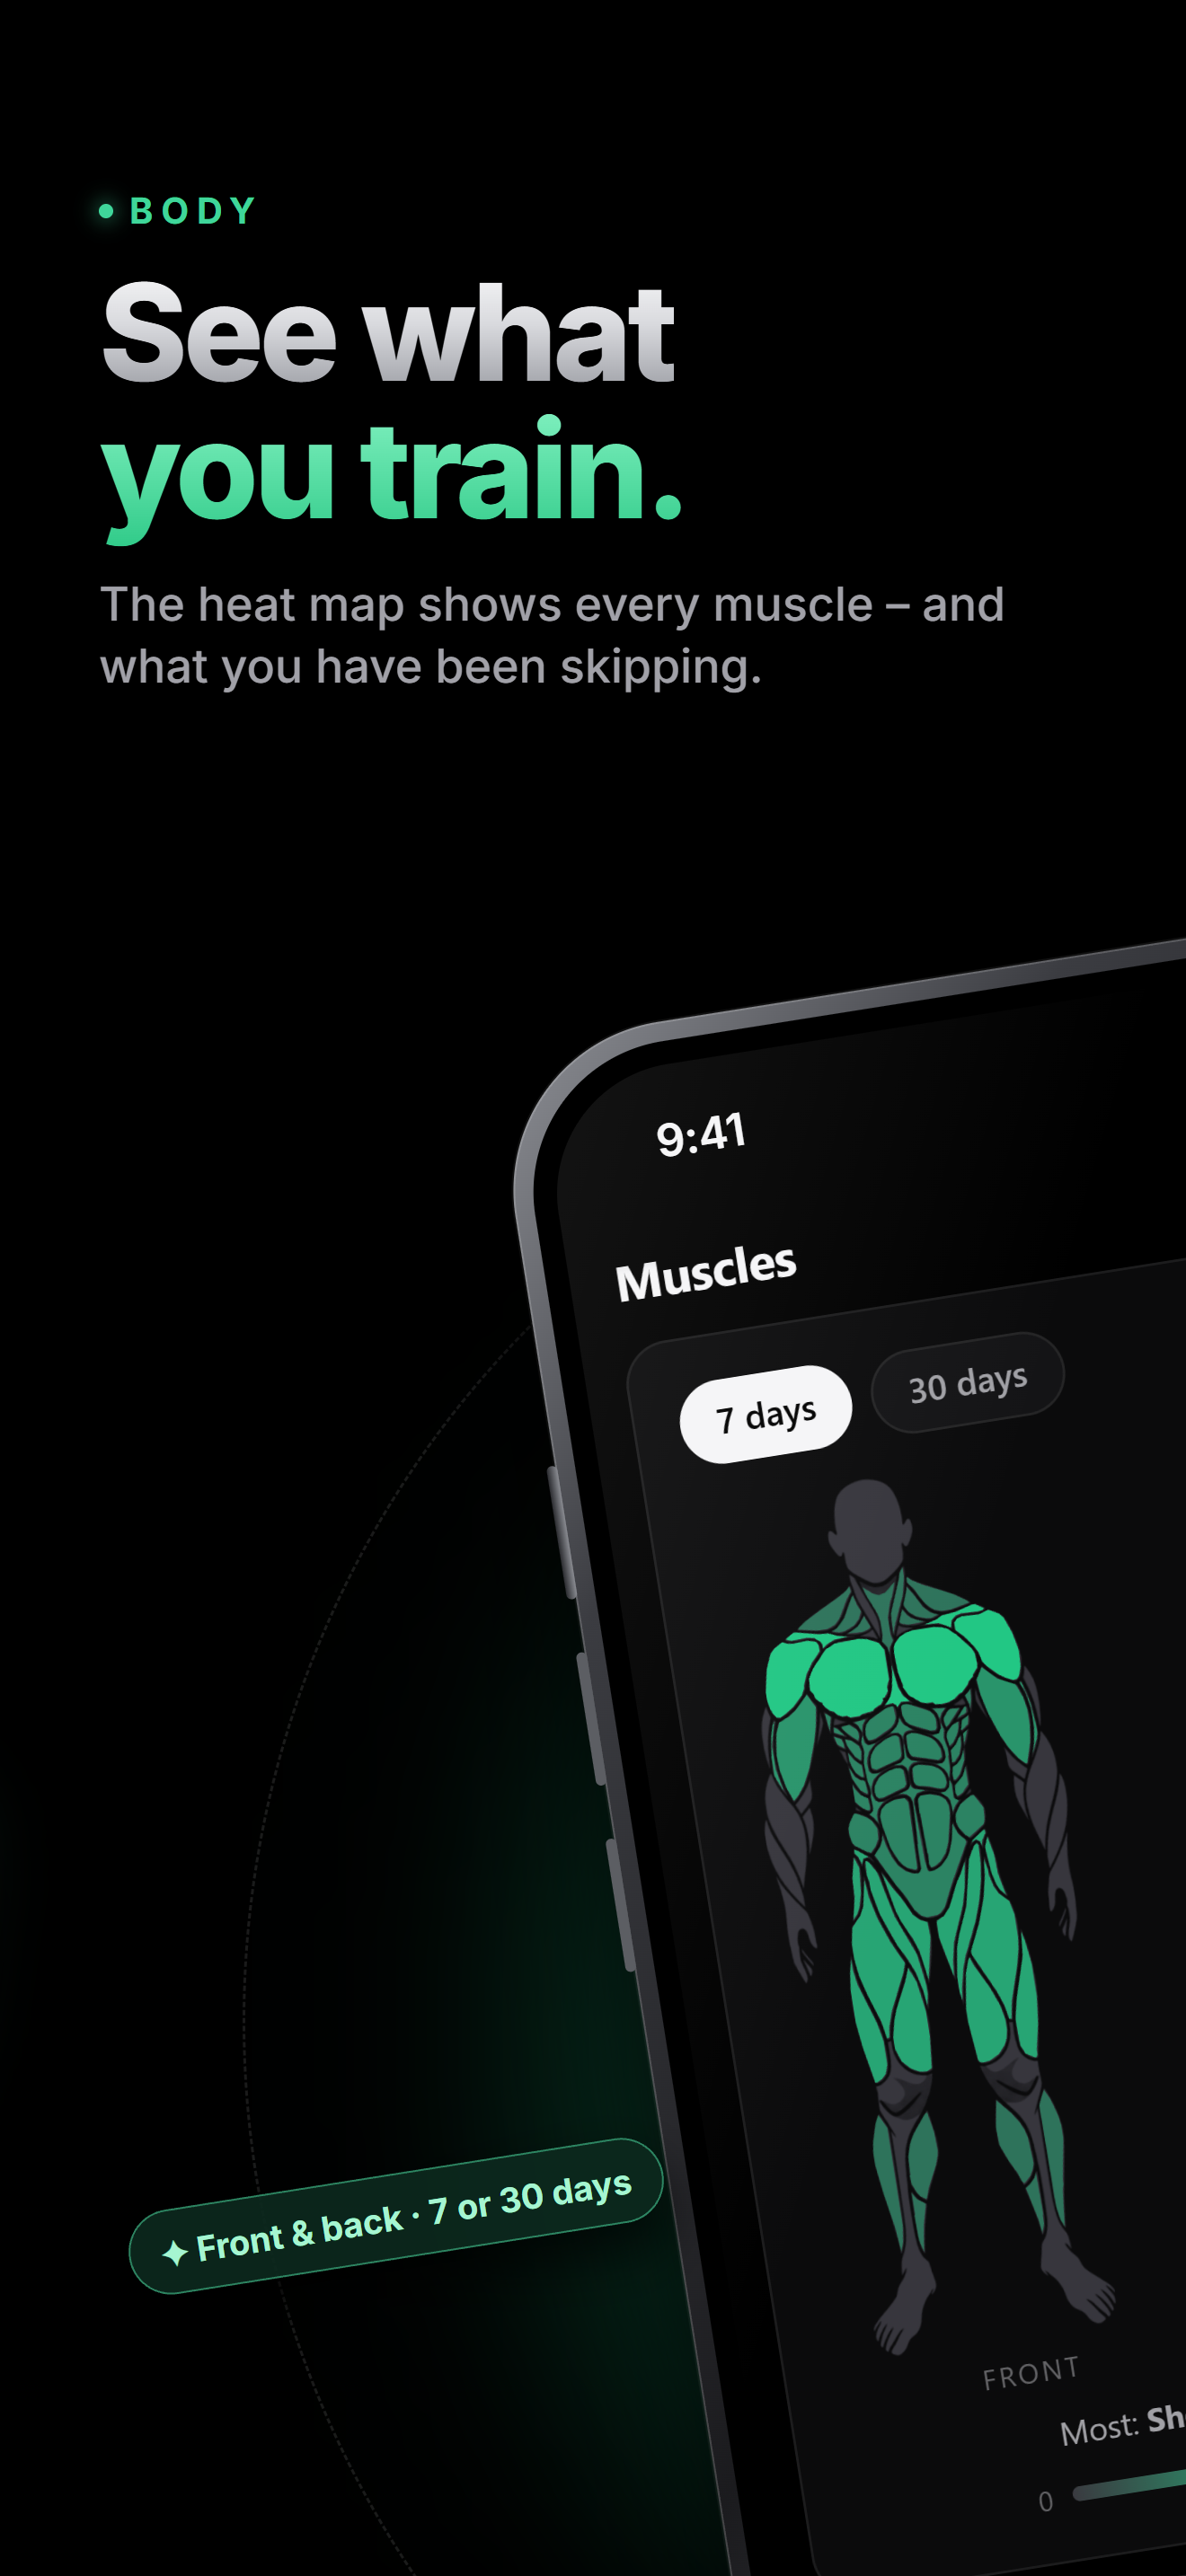 BODY
See what
you train.
The heat map shows every muscle – and
what you have been skipping.
9:41
Muscles
7 days
30 days
✦ Front & back · 7 or 30 days
FRONT
Most:
0